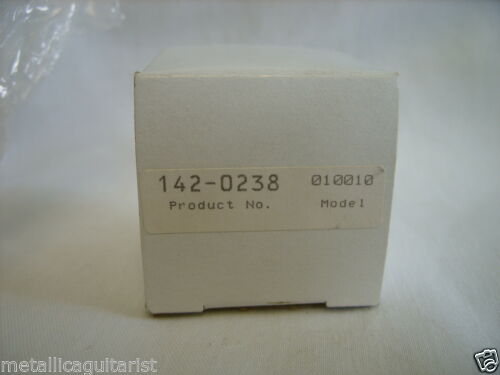 142-0238 010010
Product No. Model
metallicaguitarist